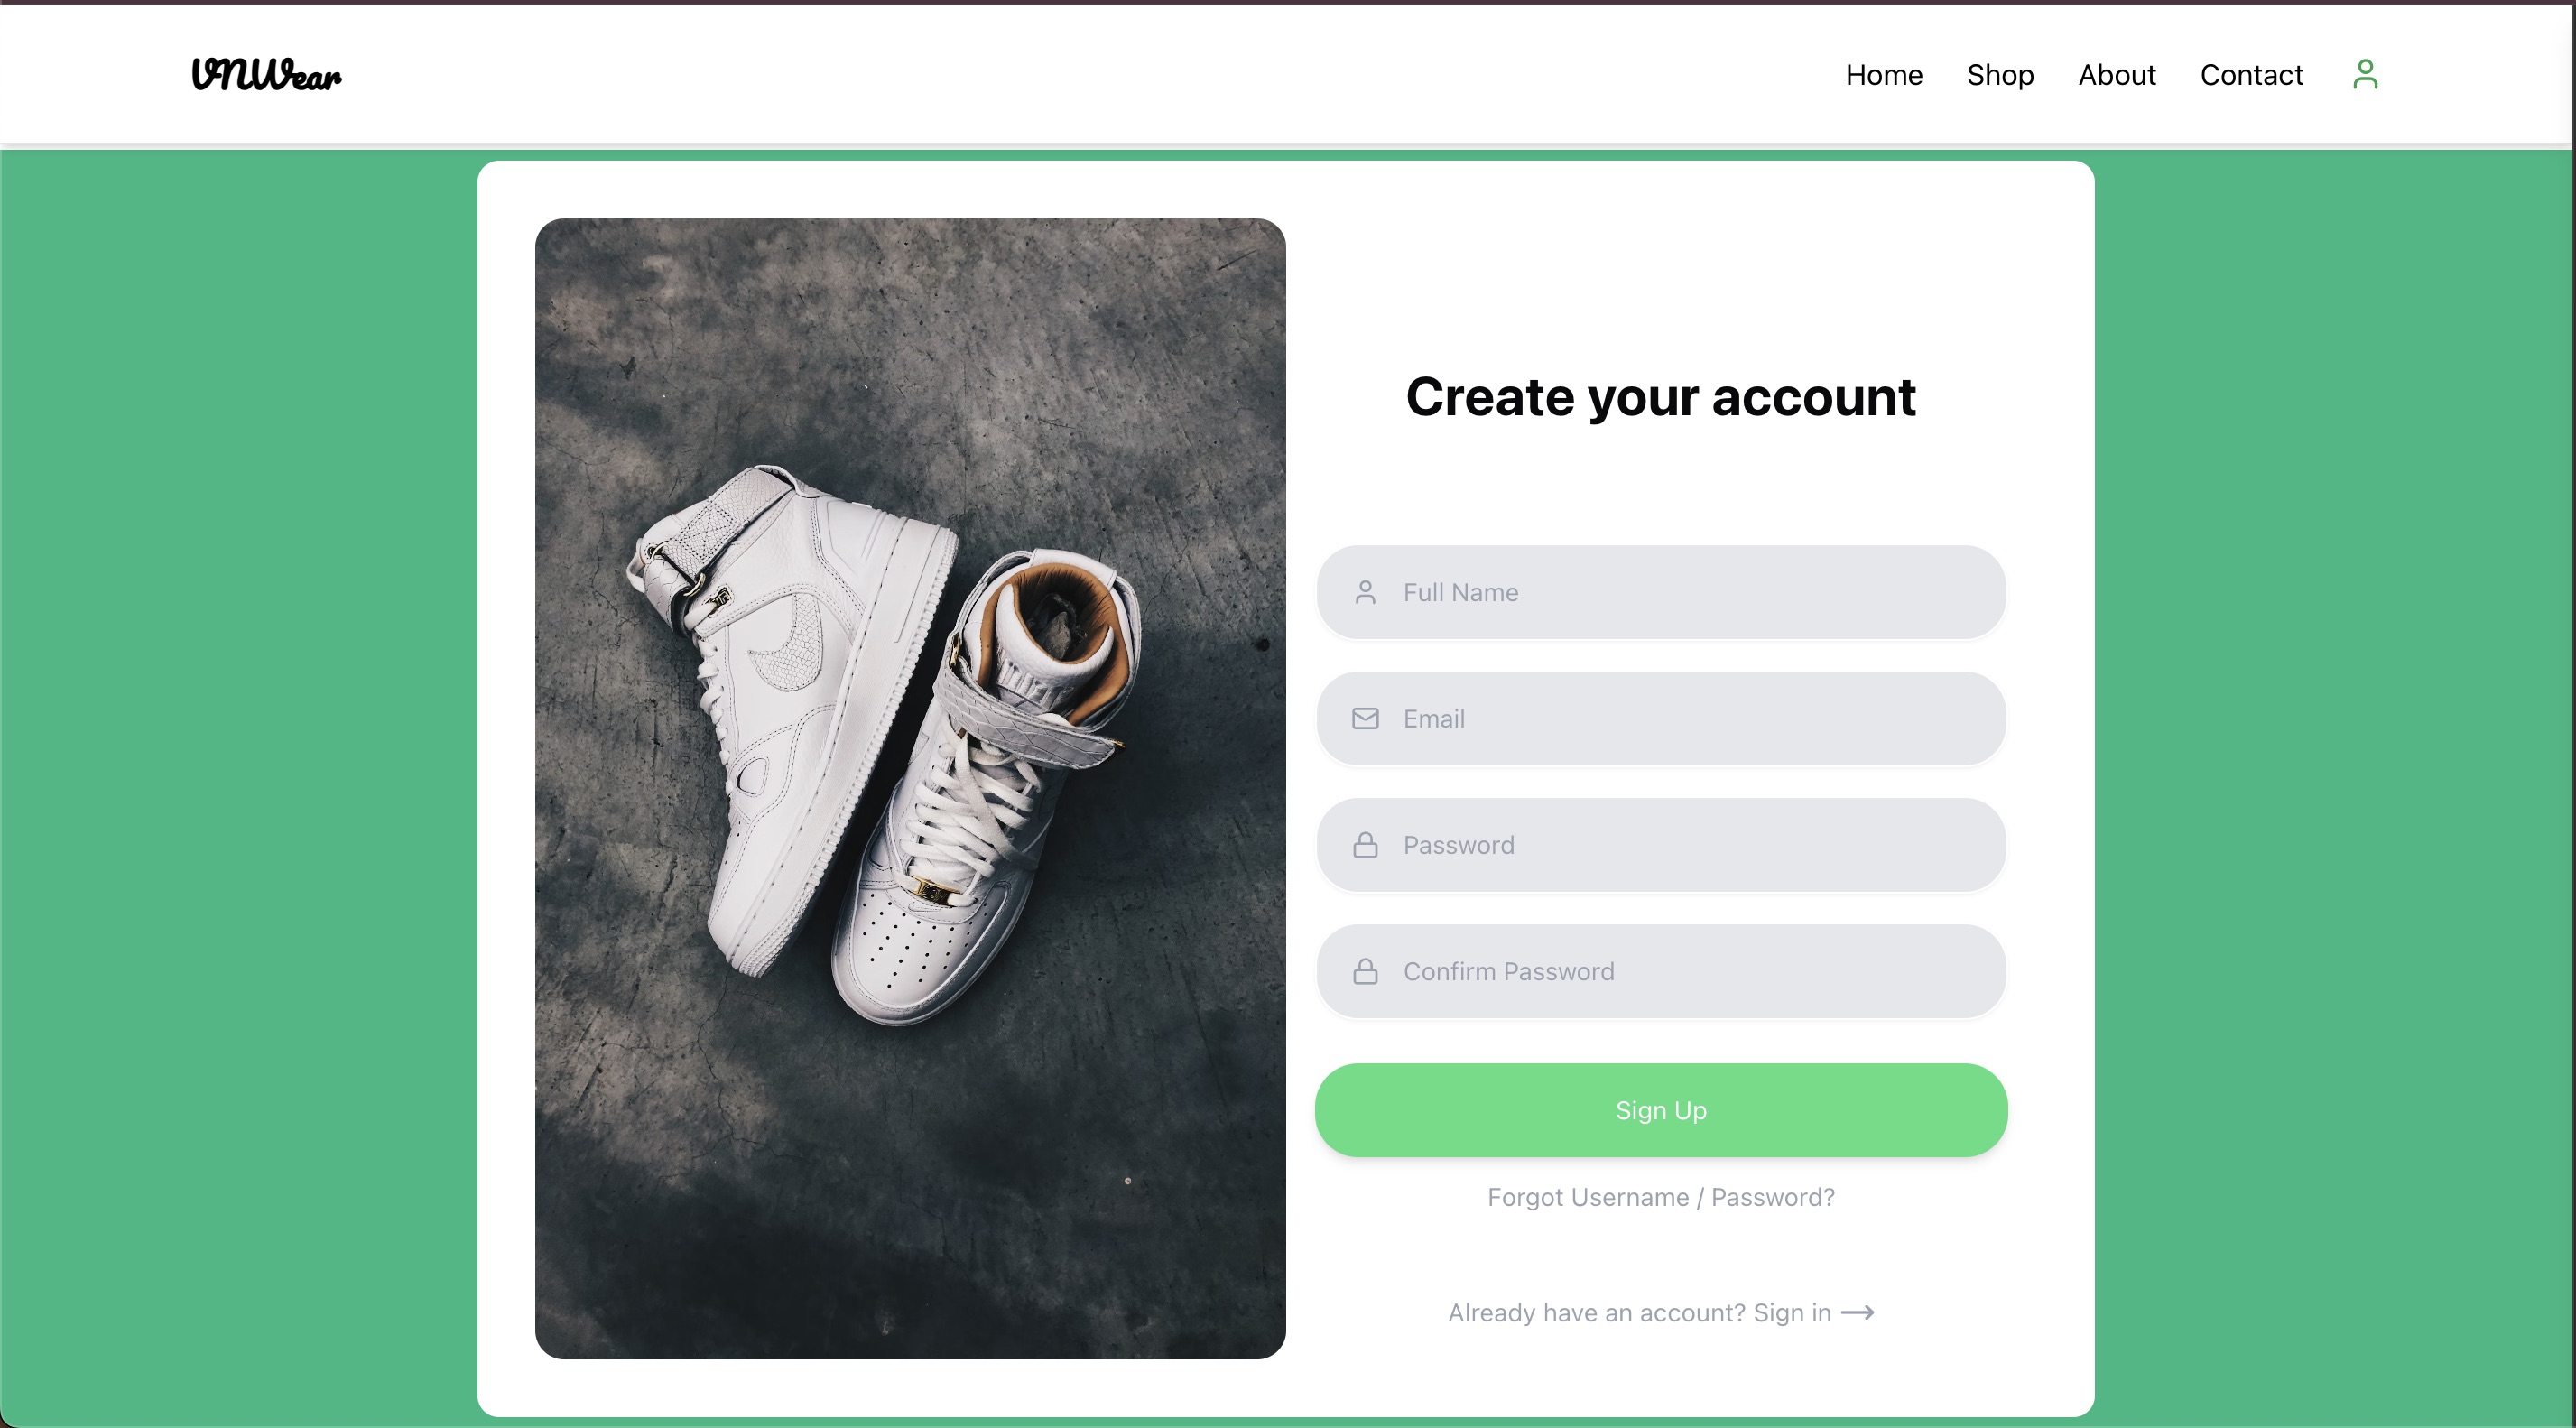 VNWear
Home Shop About Contact
Create your account
Full Name
Email
Password
Confirm Password
Sign Up
Forgot Username / Password?
Already have an account? Sign in